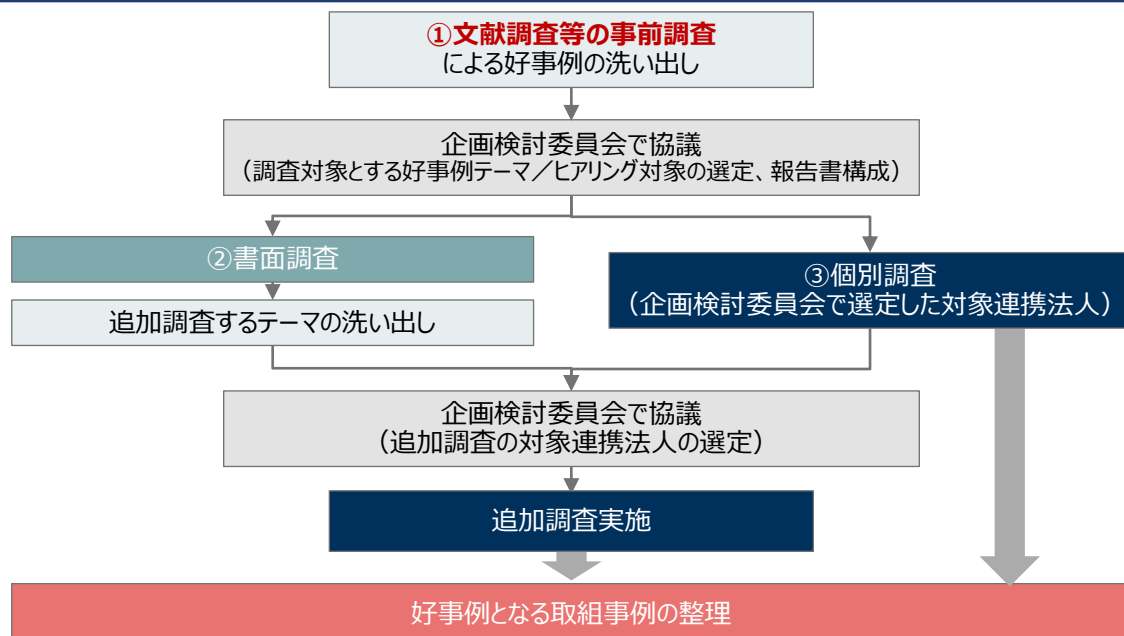 ①文献調査等の事前調査
による好事例の洗い出し
企画検討委員会で協議
（調査対象とする好事例テーマ／ヒアリング対象の選定、報告書構成）
②書面調査
追加調査するテーマの洗い出し
③個別調査
（企画検討委員会で選定した対象連携法人）
企画検討委員会で協議
（追加調査の対象連携法人の選定）
追加調査実施
好事例となる取組事例の整理